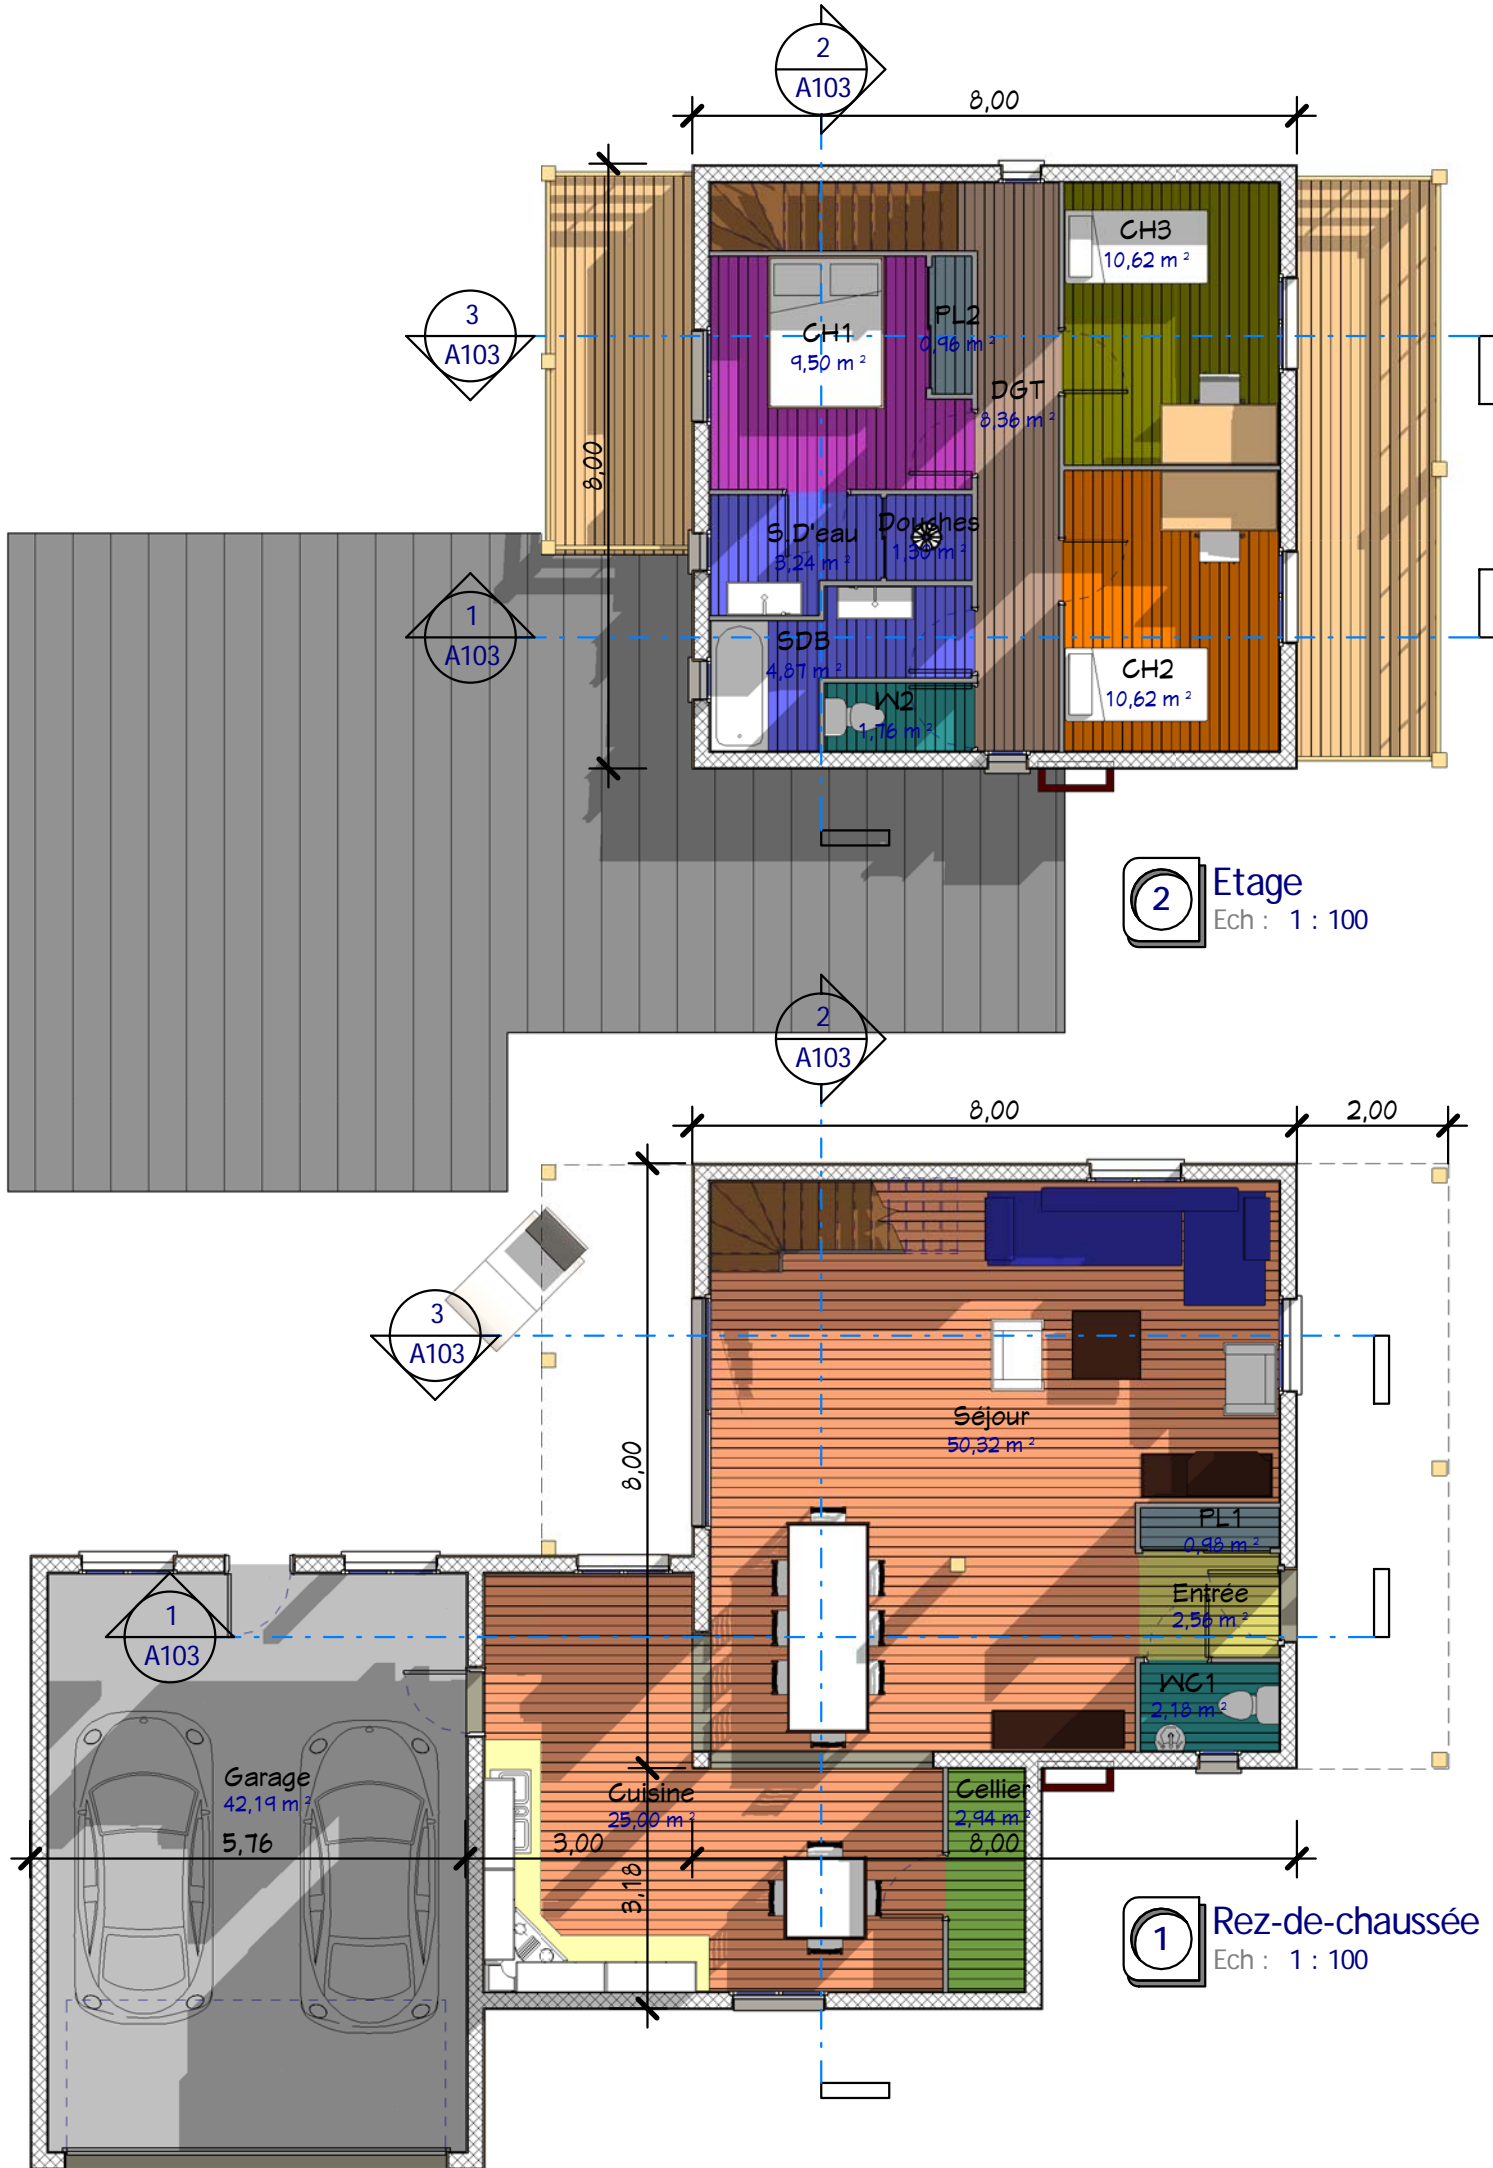 2
A103
8,00
CH3
10,62 m²
3
A103
CH1
9,50 m²
PL2
0,96 m²
DGT
8,36 m²
8,00
S.D'eau
3,24 m²
Douches
1,30 m²
1
A103
SDB
4,87 m²
CH2
10,62 m²
W2
1,76 m²
2
Etage
Ech : 1 : 100
2
A103
8,00
2,00
3
A103
Séjour
50,32 m²
8,00
PL1
0,98 m²
Entrée
2,56 m²
1
A103
WC1
2,18 m²
Garage
42,19 m²
Cuisine
25,00 m²
Cellier
2,94 m²
5,76
3,00
8,00
3,18
1
Rez-de-chaussée
Ech : 1 : 100